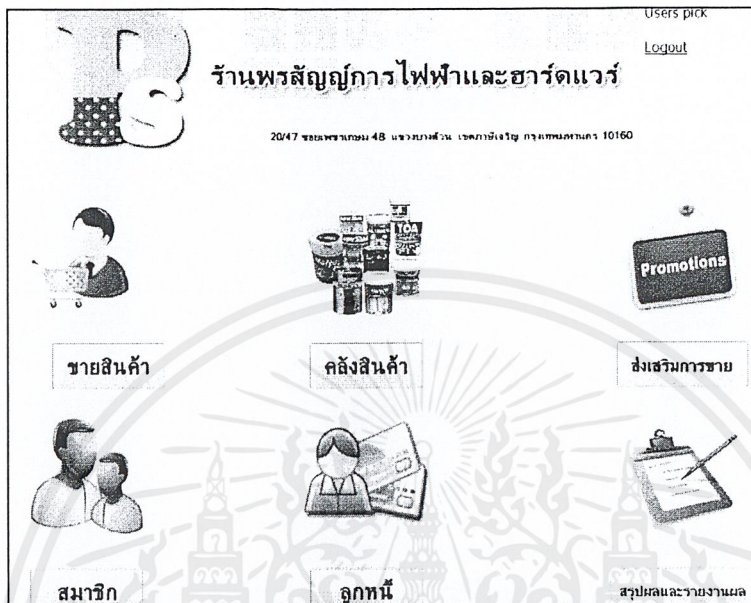 Users pick
Logout
PS
ร้านพรสัญญ์การไฟฟ้าและฮาร์ดแวร์
20/47 ซอยเพชรเกษม 48 แขวงบางด้วน เขตภาษีเจริญ กรุงเทพมหานคร 10160
TOA
Promotions
ขายสินค้า
คลังสินค้า
ส่งเสริมการขาย
สมาชิก
ลูกหนี้
สรุปผลและรายงานผล